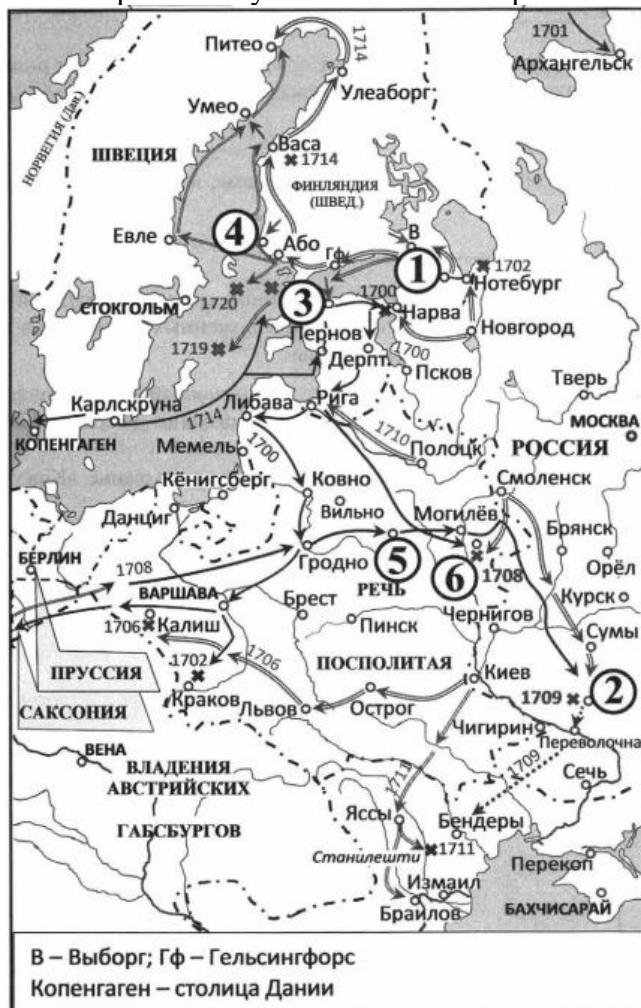 1701
Архангельск
Питео
1714
Улеаборг
Умео
НОРВЕГИЯ (Дан.)
ШВЕЦИЯ
Васа
1714
ФИНЛЯНДИЯ
(ШВЕД.)
Евле
4
Або
Гф
В
1
1702
Нотебург
СТОКГОЛЬМ
1720
3
1700
Нарва
Новгород
1719
Пернов
Дерпт
1700
Псков
Тверь
Карлскруна
1714
КОПЕНГАГЕН
Либава
Рига
МОСКВА
Мемель
1700
1710
Полоцк
РОССИЯ
Кёнигсберг
Ковно
Смоленск
Данциг
Вильно
Могилёв
Брянск
БЕРЛИН
1708
Гродно
5
6
1708
Орёл
ВАРШАВА
Брест
РЕЧЬ
Курск
1706
Калиш
Пинск
Чернигов
Сумы
ПРУССИЯ
1702
1706
ПОСПОЛИТАЯ
Киев
1709
2
САКСОНИЯ
Краков
Львов
Острог
Чигирин
Переволочна
ВЕНА
ВЛАДЕНИЯ
АВСТРИЙСКИХ
ГАБСБУРГОВ
1711
1709
Сечь
Яссы
Бендеры
Станилешти
1711
Перекоп
Измаил
Браилов
БАХЧИСАРАЙ
В – Выборг; Гф – Гельсингфорс
Копенгаген – столица Дании